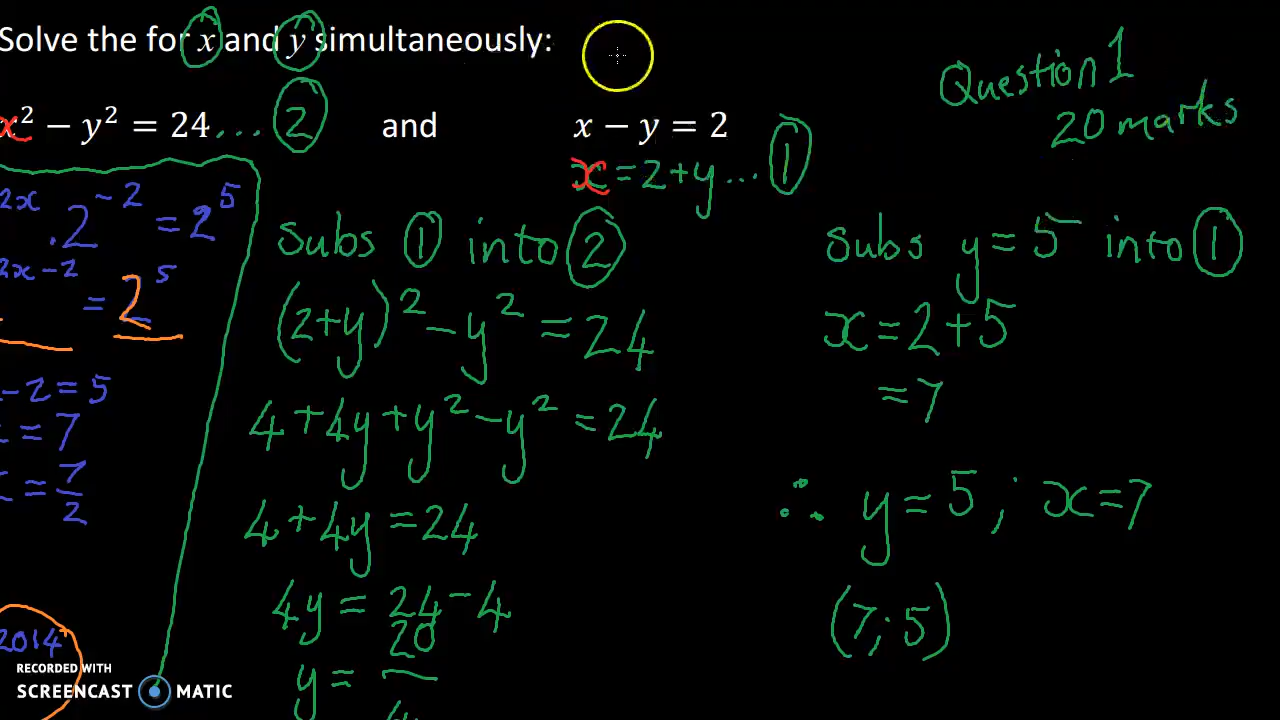 Solve the for x and y simultaneously:
x² − y² = 24 ... ② and x − y = 2
x = 2 + y ... ①
Question 1
20 marks
2x . 2⁻² = 2⁵
2x−2 = 2⁵
−2 = 5
= 7
= 7/2
2014
Subs ① into ②
(2+y)² − y² = 24
4 + 4y + y² − y² = 24
4 + 4y = 24
4y = 24 − 4
y = 20/4
Subs y = 5 into ①
x = 2 + 5
= 7
∴ y = 5 ; x = 7
(7 ; 5)
RECORDED WITH
SCREENCAST MATIC